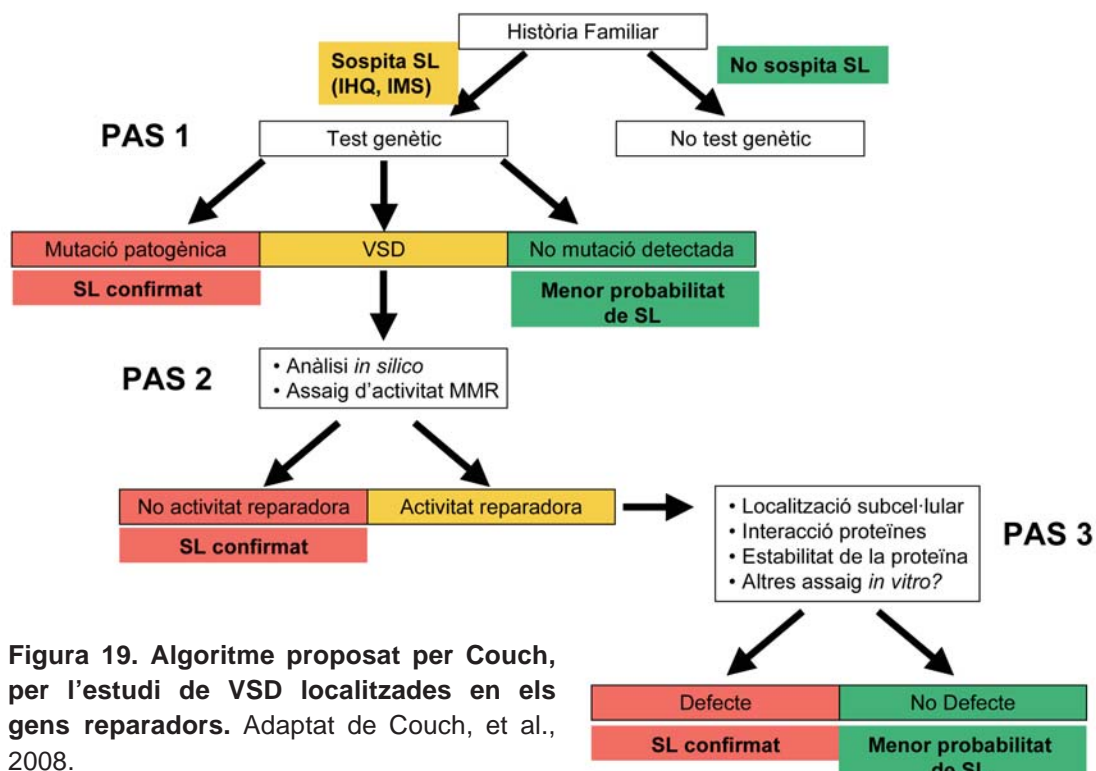 Història Familiar
Sospita SL
(IHQ, IMS)
No sospita SL
PAS 1
Test genètic
No test genètic
Mutació patogènica
VSD
No mutació detectada
SL confirmat
Menor probabilitat
de SL
PAS 2
• Anàlisi in silico
• Assaig d'activitat MMR
No activitat reparadora
Activitat reparadora
SL confirmat
• Localització subcel·lular
• Interacció proteïnes
• Estabilitat de la proteïna
• Altres assaig in vitro?
PAS 3
Defecte
No Defecte
SL confirmat
Menor probabilitat
de SL
Figura 19. Algoritme proposat per Couch,
per l'estudi de VSD localitzades en els
gens reparadors. Adaptat de Couch, et al.,
2008.